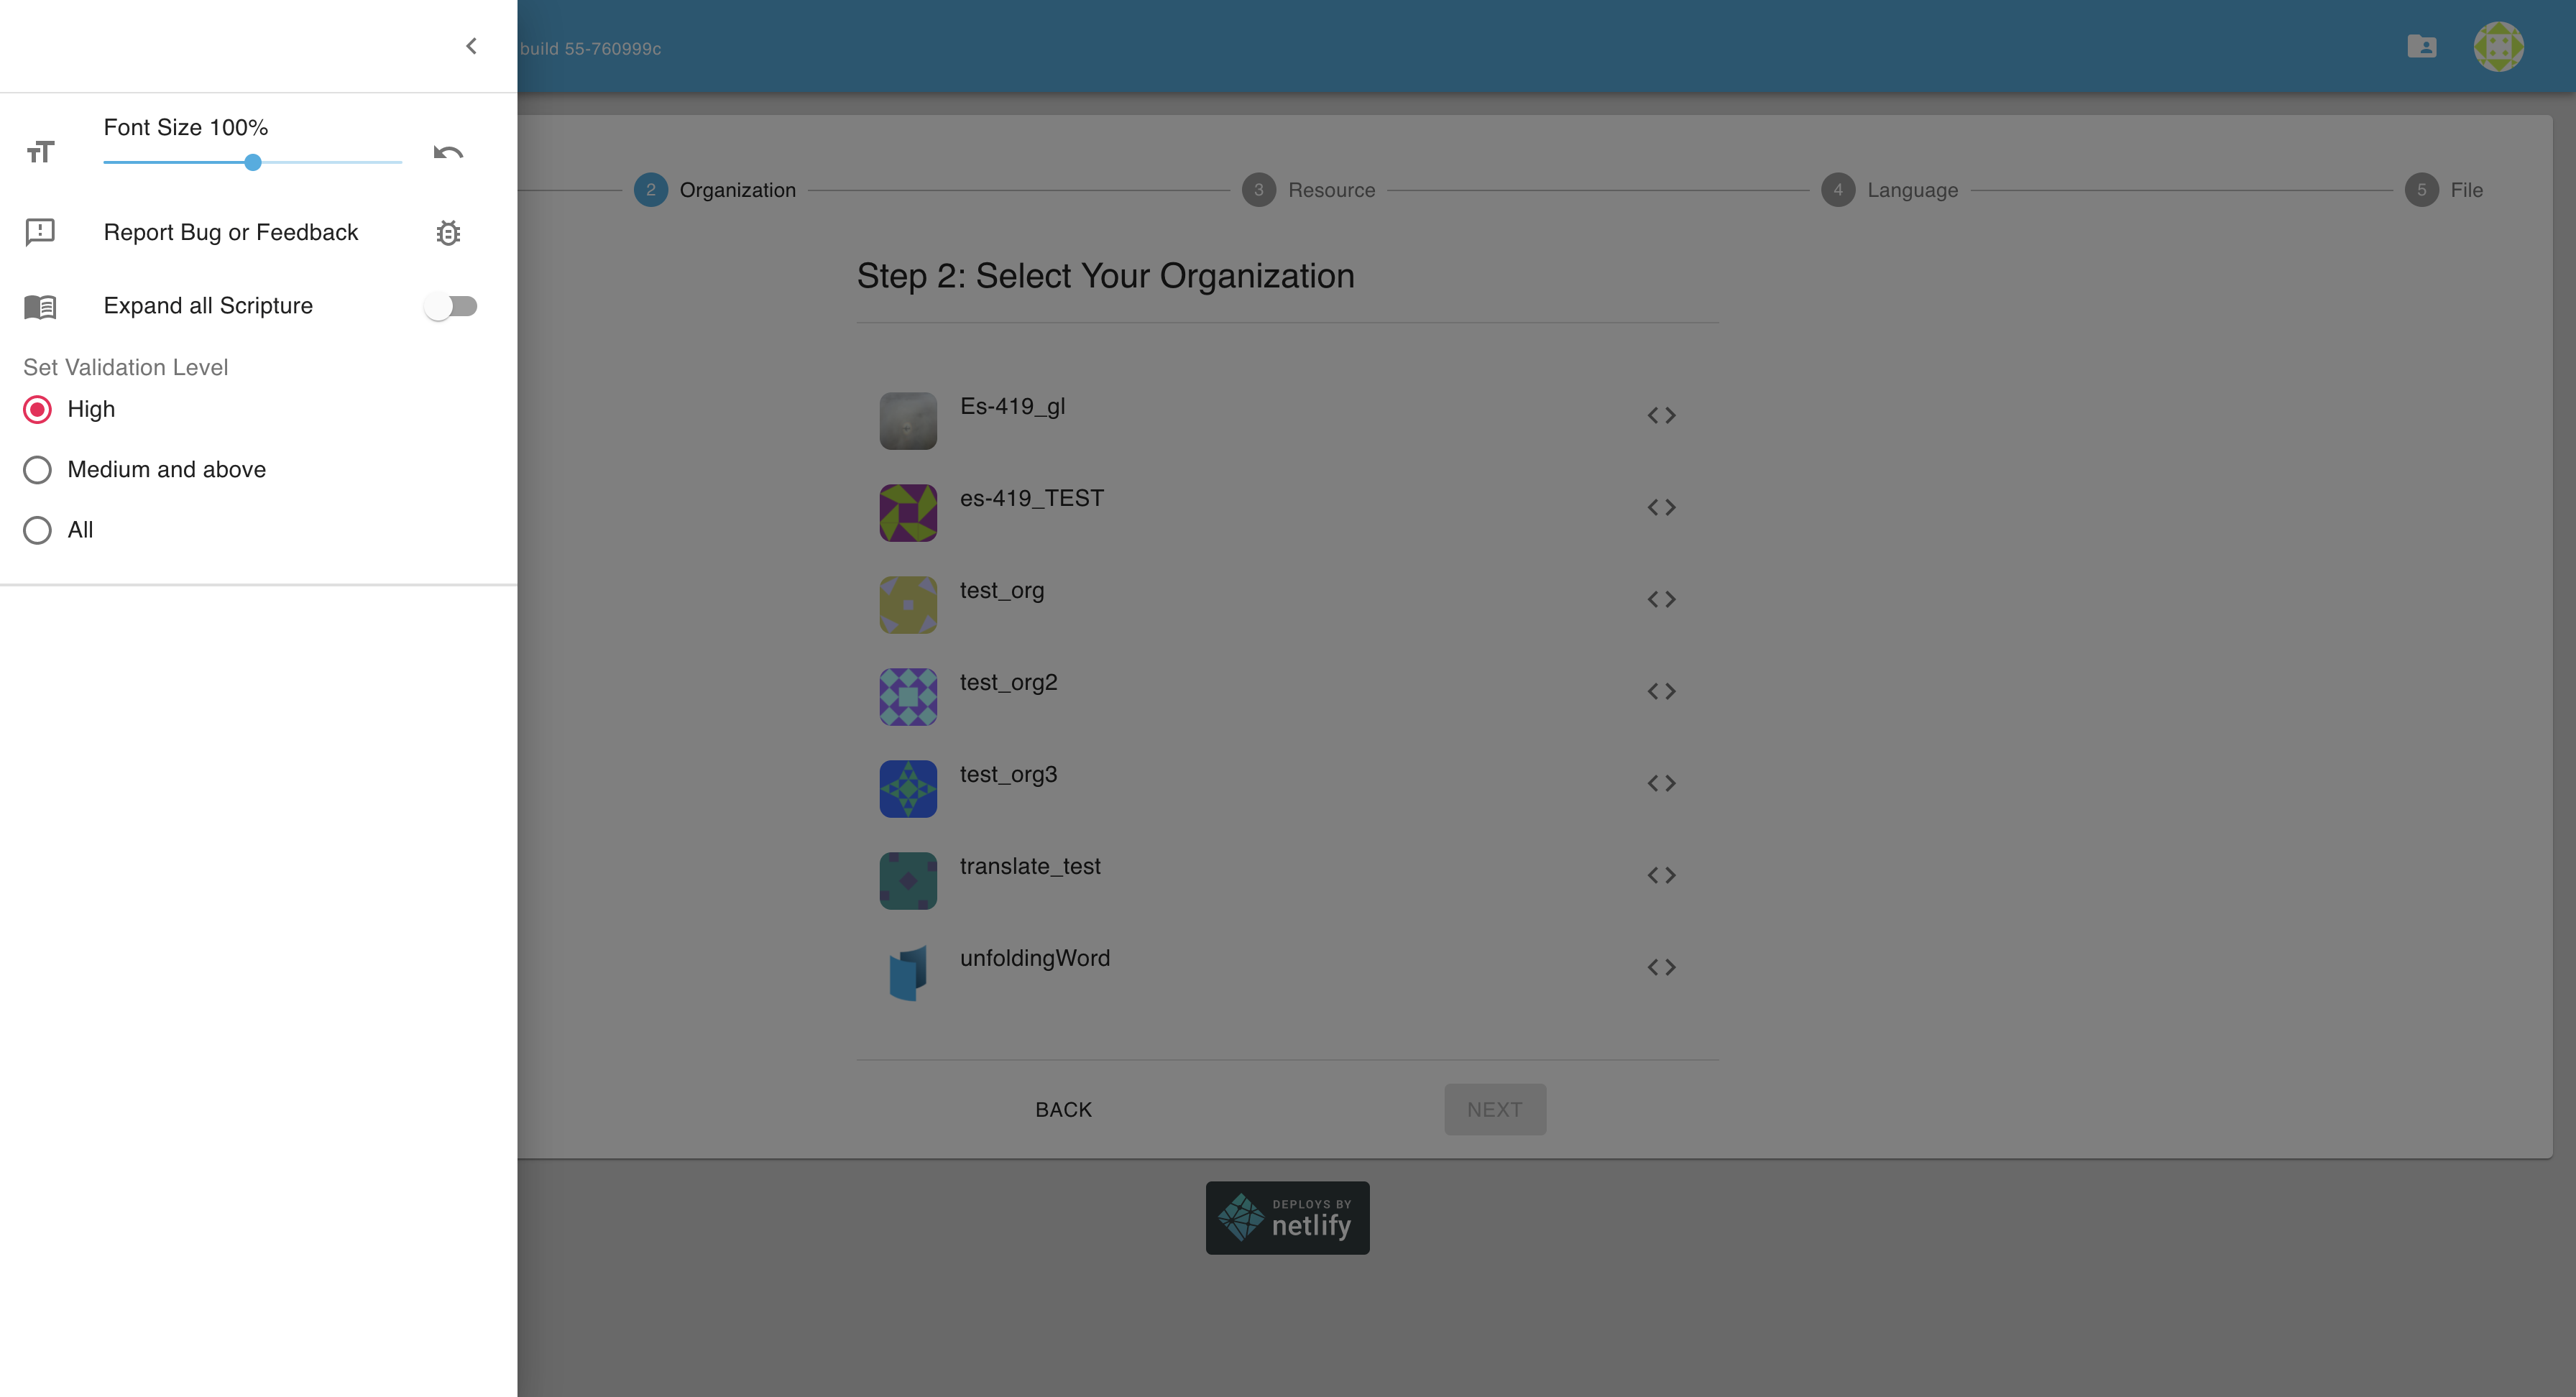 build 55-760999c
Font Size 100%
Report Bug or Feedback
Expand all Scripture
Set Validation Level
High
Medium and above
All
2 Organization
3 Resource
4 Language
5 File
Step 2: Select Your Organization
Es-419_gl
es-419_TEST
test_org
test_org2
test_org3
translate_test
unfoldingWord
BACK
NEXT
DEPLOYS BY
netlify